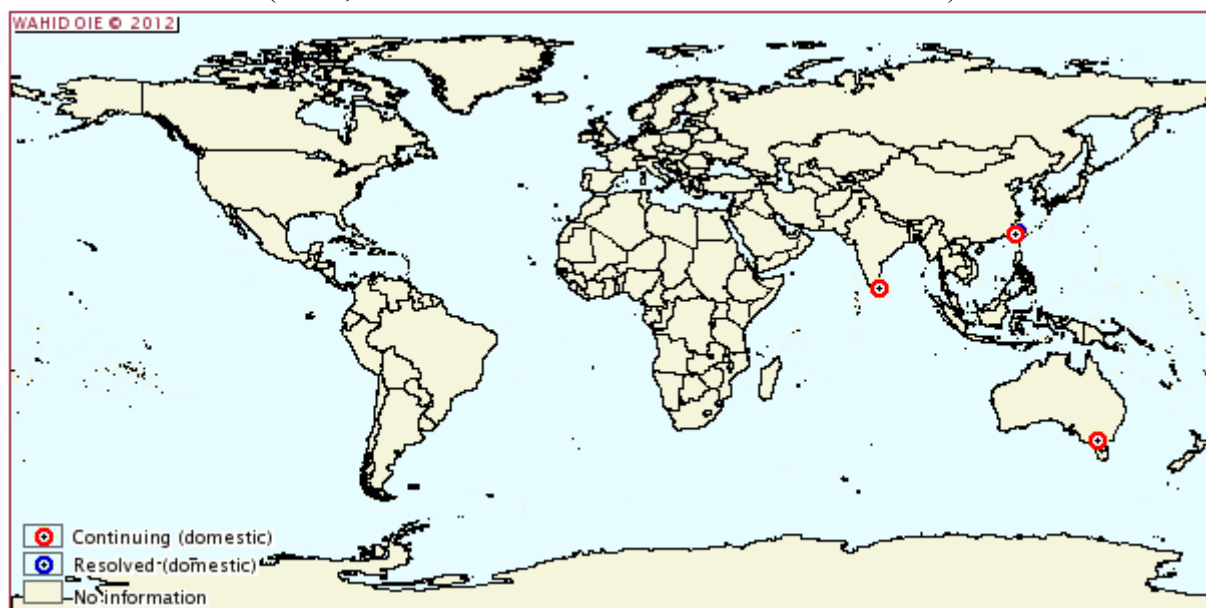 WAHID OIE © 2012
Continuing (domestic)
Resolved (domestic)
No information